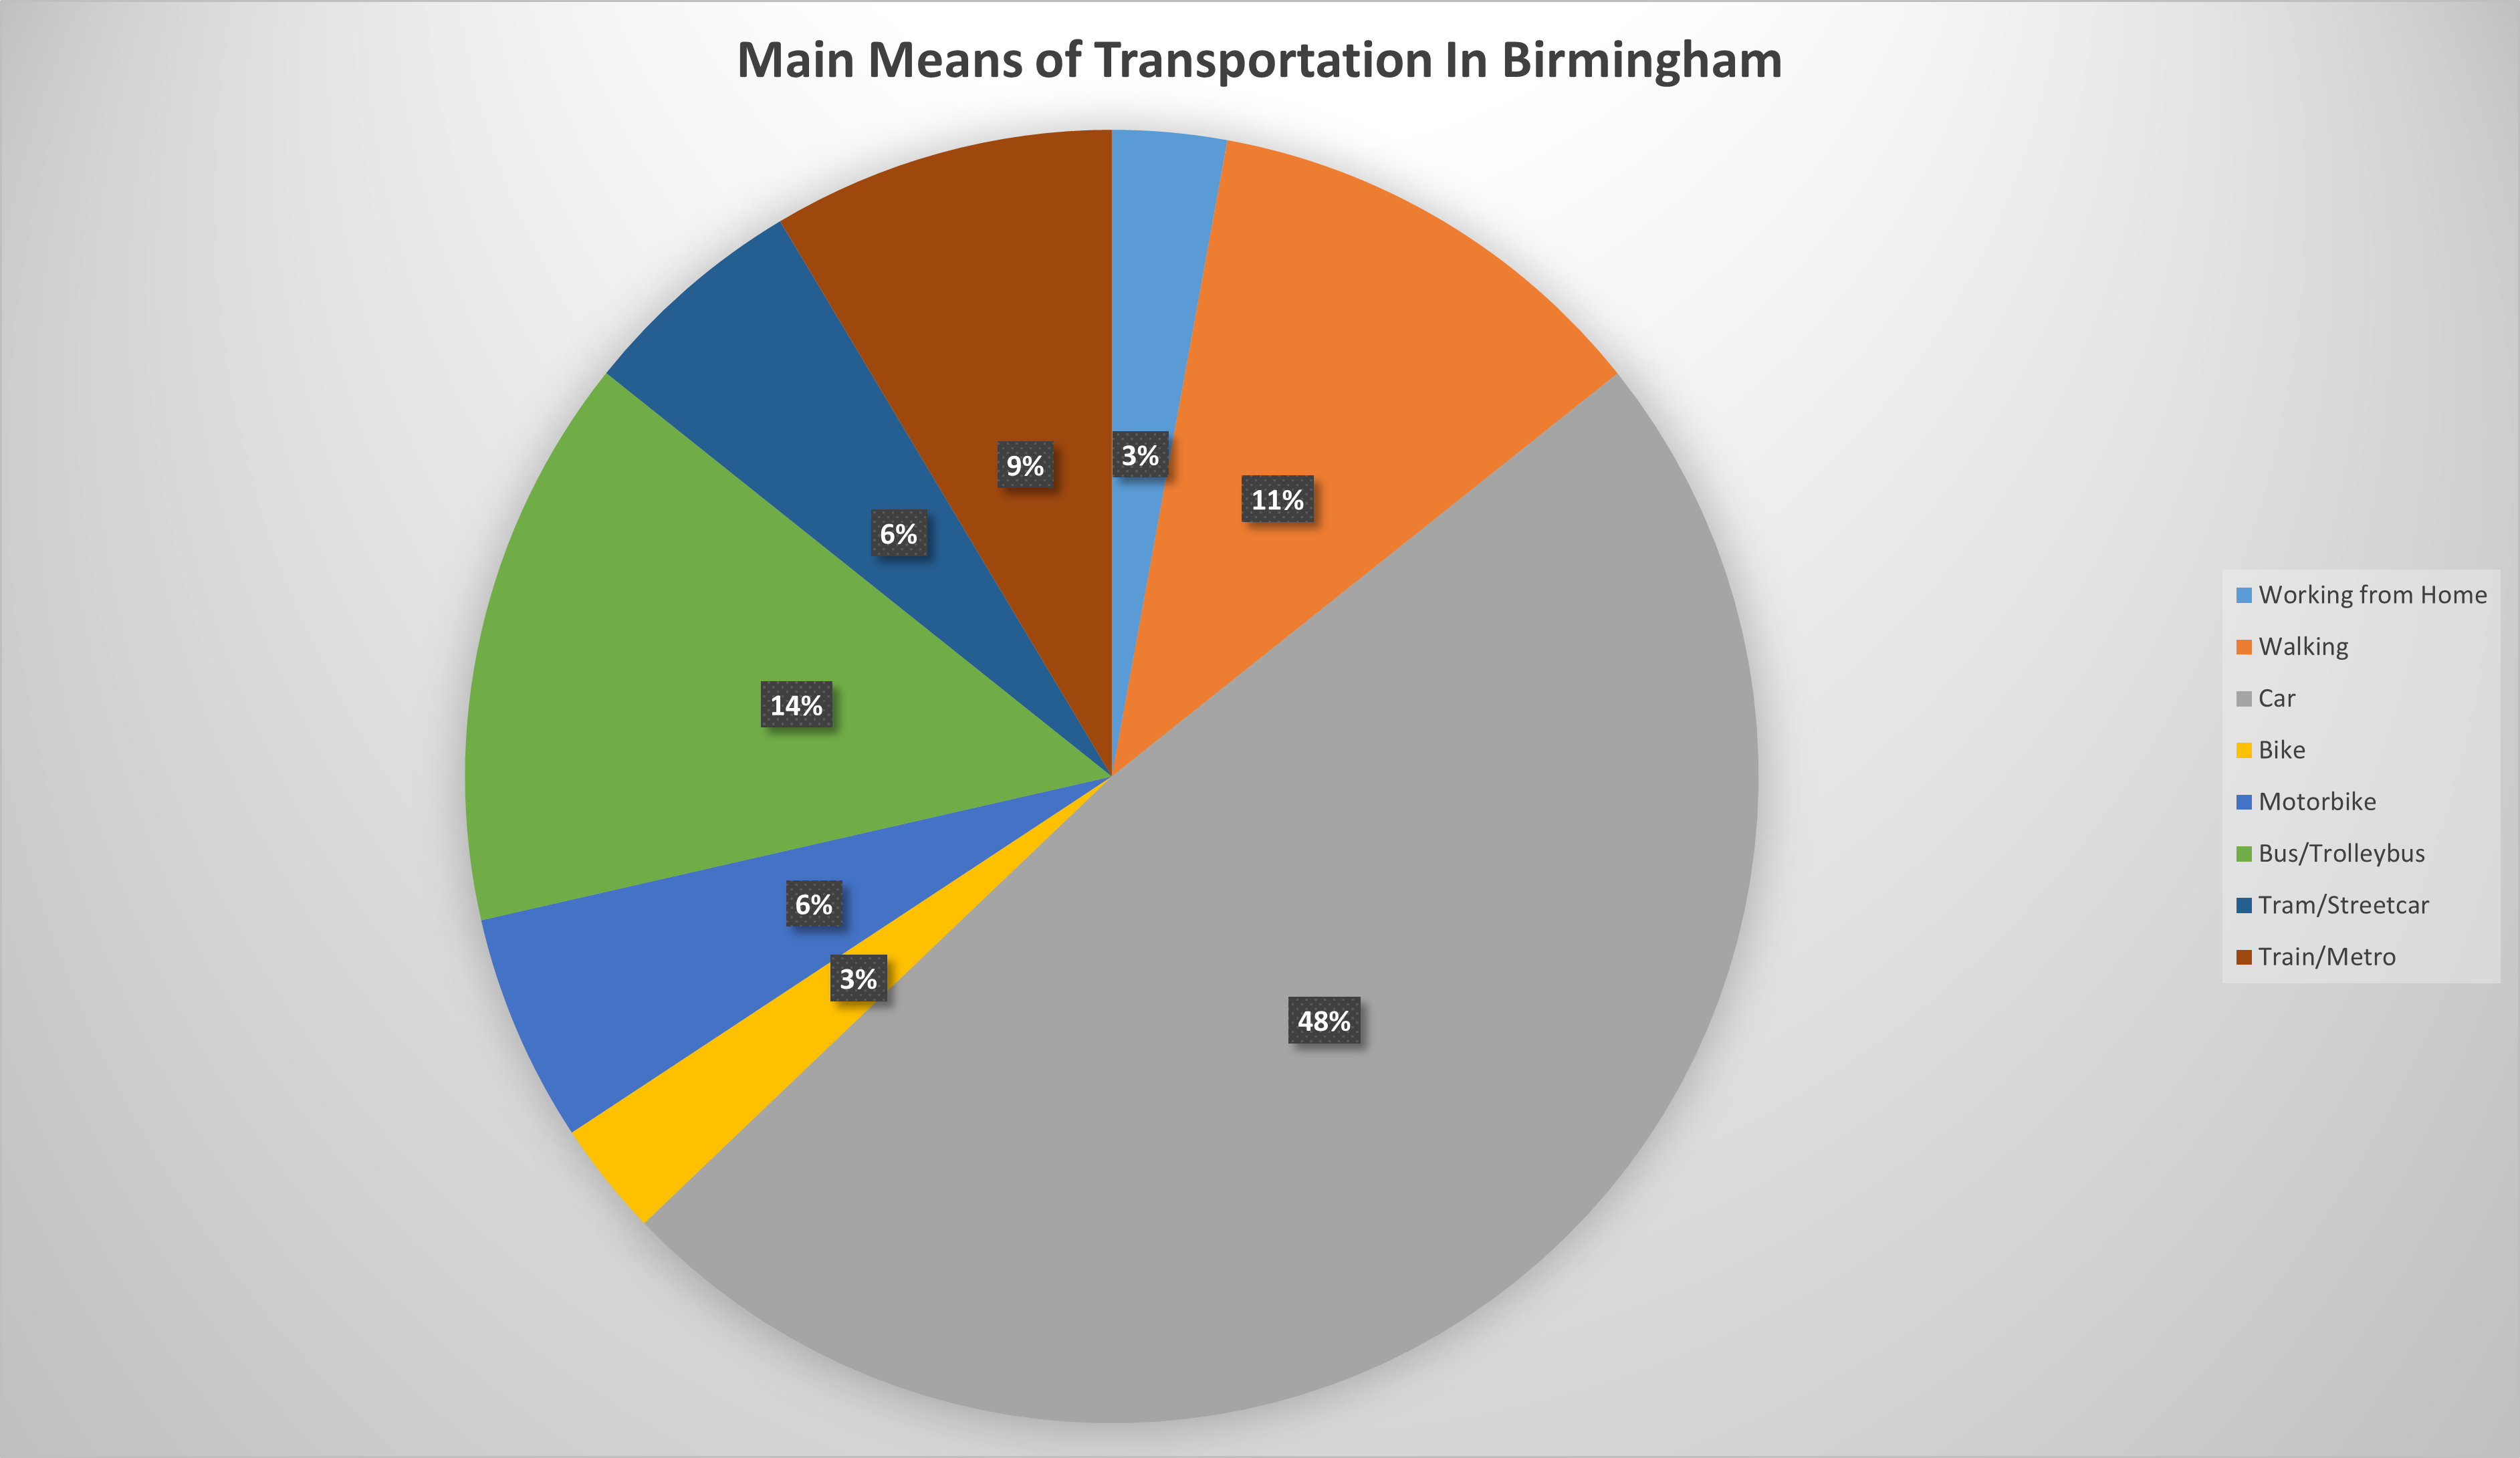 Main Means of Transportation In Birmingham
9%
3%
11%
6%
14%
6%
3%
48%
Working from Home
Walking
Car
Bike
Motorbike
Bus/Trolleybus
Tram/Streetcar
Train/Metro